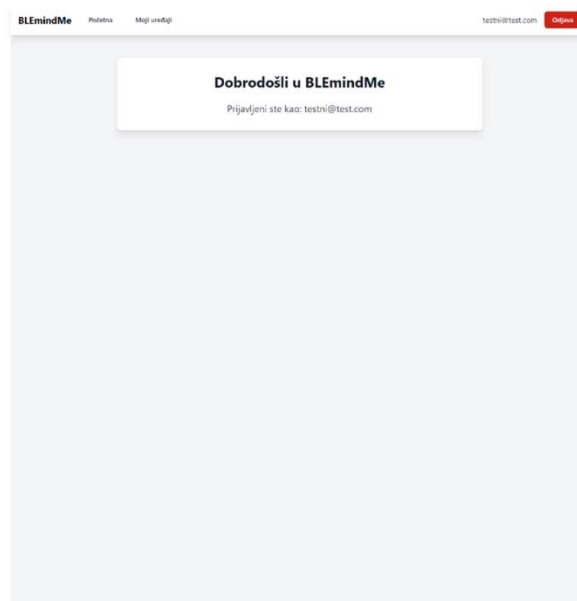 BLEmindMe Početna Moji uređaji testni@test.com Odjava
Dobrodošli u BLEmindMe
Prijavljeni ste kao: testni@test.com